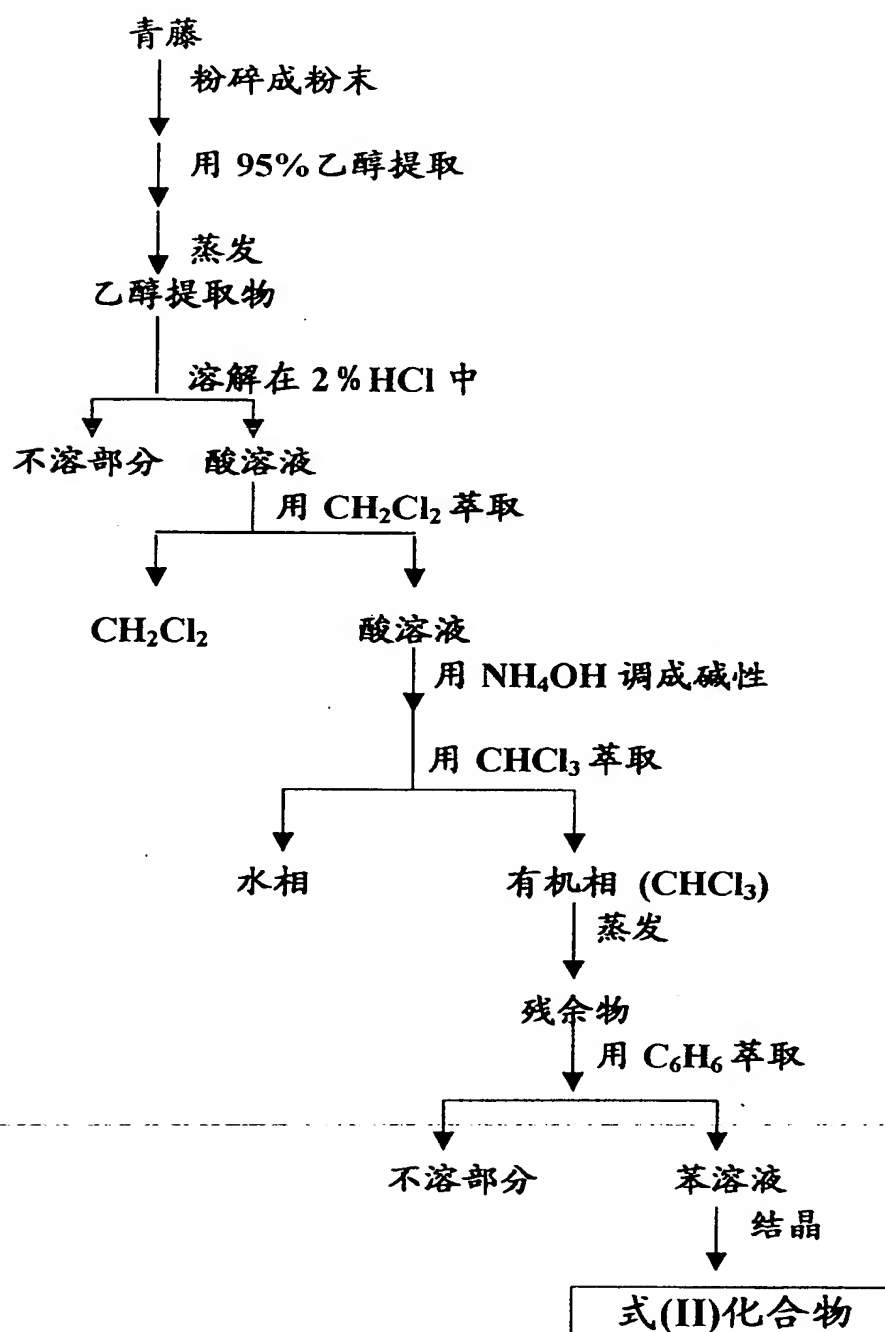 青藤
粉碎成粉末
用 95%乙醇提取
蒸发
乙醇提取物
溶解在 2%HCl 中
不溶部分 酸溶液
用 CH₂Cl₂ 萃取
CH₂Cl₂ 酸溶液
用 NH₄OH 调成碱性
用 CHCl₃ 萃取
水相 有机相 (CHCl₃)
蒸发
残余物
用 C₆H₆ 萃取
不溶部分 苯溶液
结晶
式(II)化合物